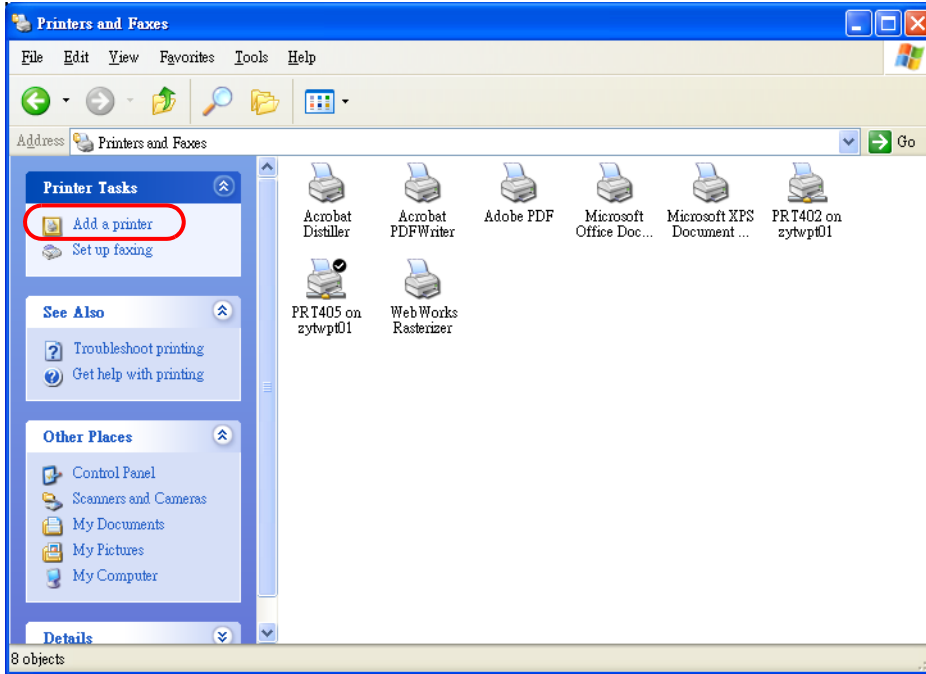 Printers and Faxes
File Edit View Favorites Tools Help
Address Printers and Faxes Go
Printer Tasks
Add a printer
Set up faxing
See Also
Troubleshoot printing
Get help with printing
Other Places
Control Panel
Scanners and Cameras
My Documents
My Pictures
My Computer
Details
Acrobat
Distiller
Acrobat
PDFWriter
Adobe PDF
Microsoft
Office Doc...
Microsoft XPS
Document ...
PRT402 on
zytwpt01
PRT405 on
zytwpt01
WebWorks
Rasterizer
8 objects